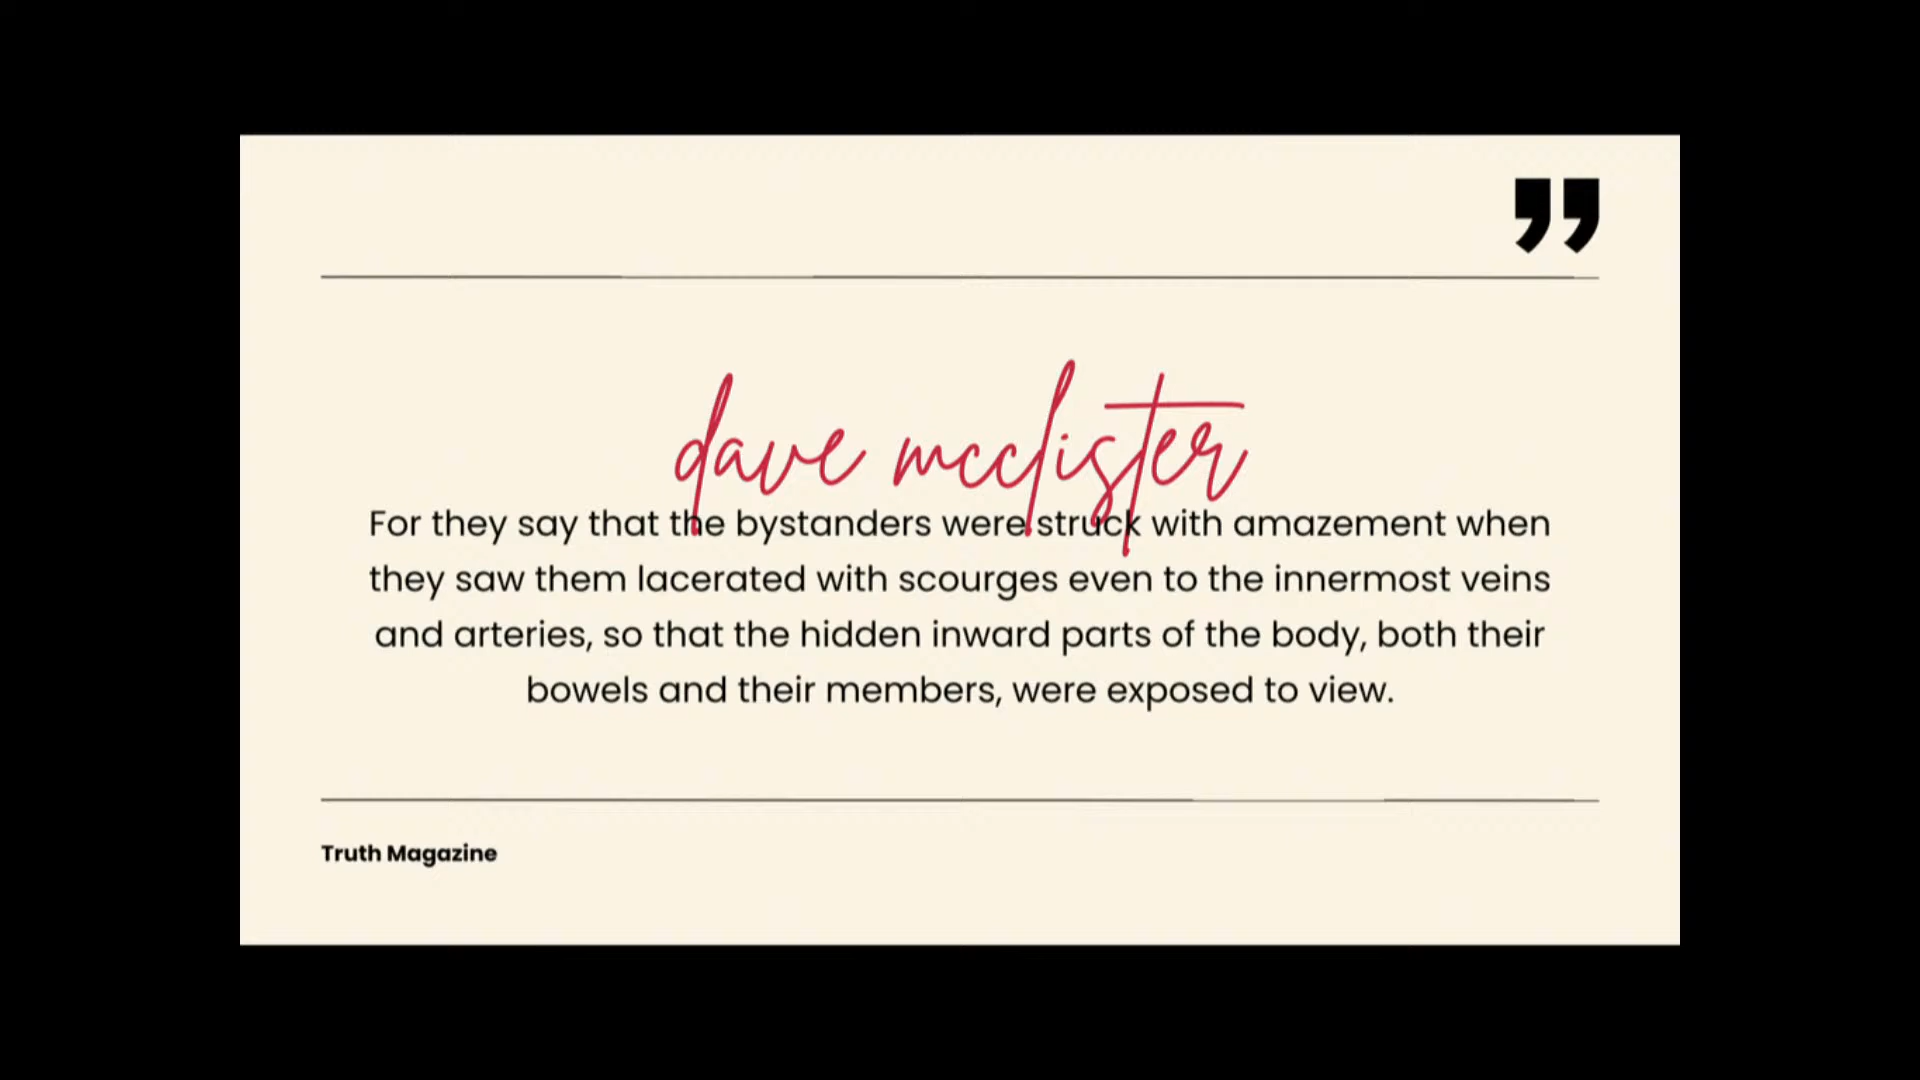 ”
dave mcclister
For they say that the bystanders were struck with amazement when
they saw them lacerated with scourges even to the innermost veins
and arteries, so that the hidden inward parts of the body, both their
bowels and their members, were exposed to view.
Truth Magazine